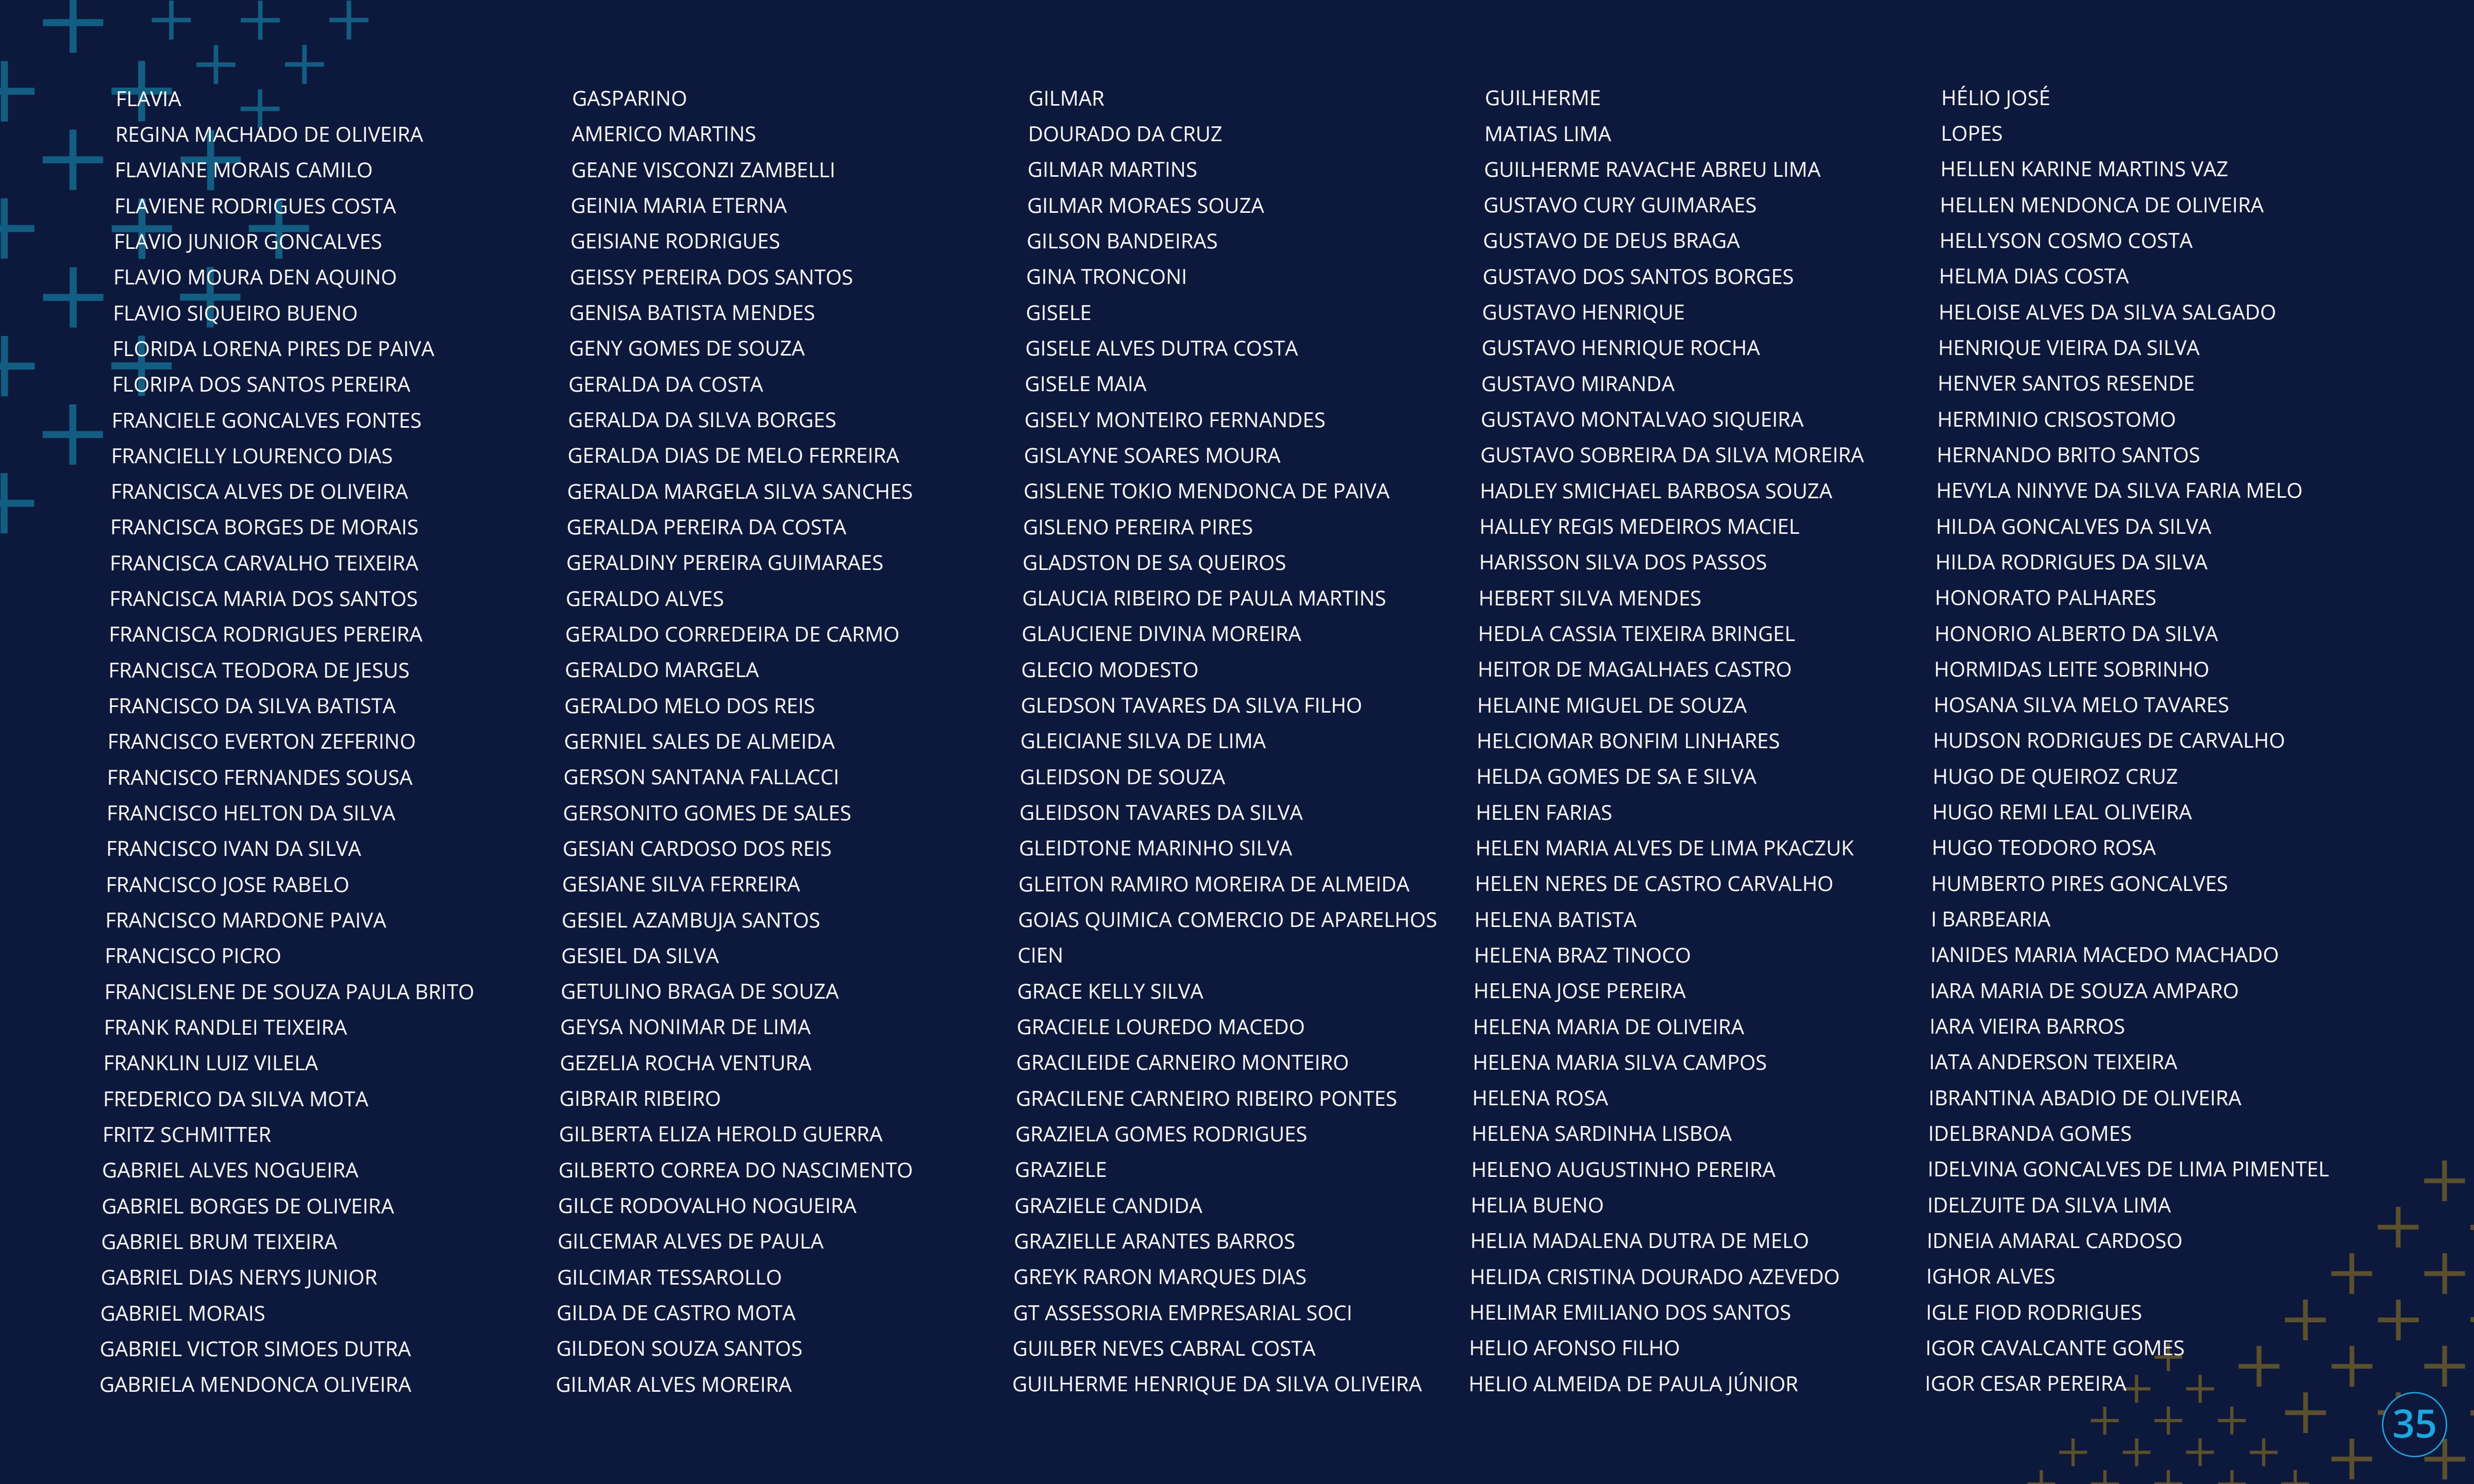 FLAVIA
REGINA MACHADO DE OLIVEIRA
FLAVIANE MORAIS CAMILO
FLAVIENE RODRIGUES COSTA
FLAVIO JUNIOR GONCALVES
FLAVIO MOURA DEN AQUINO
FLAVIO SIQUEIRO BUENO
FLORIDA LORENA PIRES DE PAIVA
FLORIPA DOS SANTOS PEREIRA
FRANCIELE GONCALVES FONTES
FRANCIELLY LOURENCO DIAS
FRANCISCA ALVES DE OLIVEIRA
FRANCISCA BORGES DE MORAIS
FRANCISCA CARVALHO TEIXEIRA
FRANCISCA MARIA DOS SANTOS
FRANCISCA RODRIGUES PEREIRA
FRANCISCA TEODORA DE JESUS
FRANCISCO DA SILVA BATISTA
FRANCISCO EVERTON ZEFERINO
FRANCISCO FERNANDES SOUSA
FRANCISCO HELTON DA SILVA
FRANCISCO IVAN DA SILVA
FRANCISCO JOSE RABELO
FRANCISCO MARDONE PAIVA
FRANCISCO PICRO
FRANCISLENE DE SOUZA PAULA BRITO
FRANK RANDLEI TEIXEIRA
FRANKLIN LUIZ VILELA
FREDERICO DA SILVA MOTA
FRITZ SCHMITTER
GABRIEL ALVES NOGUEIRA
GABRIEL BORGES DE OLIVEIRA
GABRIEL BRUM TEIXEIRA
GABRIEL DIAS NERYS JUNIOR
GABRIEL MORAIS
GABRIEL VICTOR SIMOES DUTRA
GABRIELA MENDONCA OLIVEIRA
GASPARINO
AMERICO MARTINS
GEANE VISCONZI ZAMBELLI
GEINIA MARIA ETERNA
GEISIANE RODRIGUES
GEISSY PEREIRA DOS SANTOS
GENISA BATISTA MENDES
GENY GOMES DE SOUZA
GERALDA DA COSTA
GERALDA DA SILVA BORGES
GERALDA DIAS DE MELO FERREIRA
GERALDA MARGELA SILVA SANCHES
GERALDA PEREIRA DA COSTA
GERALDINY PEREIRA GUIMARAES
GERALDO ALVES
GERALDO CORREDEIRA DE CARMO
GERALDO MARGELA
GERALDO MELO DOS REIS
GERNIEL SALES DE ALMEIDA
GERSON SANTANA FALLACCI
GERSONITO GOMES DE SALES
GESIAN CARDOSO DOS REIS
GESIANE SILVA FERREIRA
GESIEL AZAMBUJA SANTOS
GESIEL DA SILVA
GETULINO BRAGA DE SOUZA
GEYSA NONIMAR DE LIMA
GEZELIA ROCHA VENTURA
GIBRAIR RIBEIRO
GILBERTA ELIZA HEROLD GUERRA
GILBERTO CORREA DO NASCIMENTO
GILCE RODOVALHO NOGUEIRA
GILCEMAR ALVES DE PAULA
GILCIMAR TESSAROLLO
GILDA DE CASTRO MOTA
GILDEON SOUZA SANTOS
GILMAR ALVES MOREIRA
GILMAR
DOURADO DA CRUZ
GILMAR MARTINS
GILMAR MORAES SOUZA
GILSON BANDEIRAS
GINA TRONCONI
GISELE
GISELE ALVES DUTRA COSTA
GISELE MAIA
GISELY MONTEIRO FERNANDES
GISLAYNE SOARES MOURA
GISLENE TOKIO MENDONCA DE PAIVA
GISLENO PEREIRA PIRES
GLADSTON DE SA QUEIROS
GLAUCIA RIBEIRO DE PAULA MARTINS
GLAUCIENE DIVINA MOREIRA
GLECIO MODESTO
GLEDSON TAVARES DA SILVA FILHO
GLEICIANE SILVA DE LIMA
GLEIDSON DE SOUZA
GLEIDSON TAVARES DA SILVA
GLEIDTONE MARINHO SILVA
GLEITON RAMIRO MOREIRA DE ALMEIDA
GOIAS QUIMICA COMERCIO DE APARELHOS
CIEN
GRACE KELLY SILVA
GRACIELE LOUREDO MACEDO
GRACILEIDE CARNEIRO MONTEIRO
GRACILENE CARNEIRO RIBEIRO PONTES
GRAZIELA GOMES RODRIGUES
GRAZIELE
GRAZIELE CANDIDA
GRAZIELLE ARANTES BARROS
GREYK RARON MARQUES DIAS
GT ASSESSORIA EMPRESARIAL SOCI
GUILBER NEVES CABRAL COSTA
GUILHERME HENRIQUE DA SILVA OLIVEIRA
GUILHERME
MATIAS LIMA
GUILHERME RAVACHE ABREU LIMA
GUSTAVO CURY GUIMARAES
GUSTAVO DE DEUS BRAGA
GUSTAVO DOS SANTOS BORGES
GUSTAVO HENRIQUE
GUSTAVO HENRIQUE ROCHA
GUSTAVO MIRANDA
GUSTAVO MONTALVAO SIQUEIRA
GUSTAVO SOBREIRA DA SILVA MOREIRA
HADLEY SMICHAEL BARBOSA SOUZA
HALLEY REGIS MEDEIROS MACIEL
HARISSON SILVA DOS PASSOS
HEBERT SILVA MENDES
HEDLA CASSIA TEIXEIRA BRINGEL
HEITOR DE MAGALHAES CASTRO
HELAINE MIGUEL DE SOUZA
HELCIOMAR BONFIM LINHARES
HELDA GOMES DE SA E SILVA
HELEN FARIAS
HELEN MARIA ALVES DE LIMA PKACZUK
HELEN NERES DE CASTRO CARVALHO
HELENA BATISTA
HELENA BRAZ TINOCO
HELENA JOSE PEREIRA
HELENA MARIA DE OLIVEIRA
HELENA MARIA SILVA CAMPOS
HELENA ROSA
HELENA SARDINHA LISBOA
HELENO AUGUSTINHO PEREIRA
HELIA BUENO
HELIA MADALENA DUTRA DE MELO
HELIDA CRISTINA DOURADO AZEVEDO
HELIMAR EMILIANO DOS SANTOS
HELIO AFONSO FILHO
HELIO ALMEIDA DE PAULA JÚNIOR
HÉLIO JOSÉ
LOPES
HELLEN KARINE MARTINS VAZ
HELLEN MENDONCA DE OLIVEIRA
HELLYSON COSMO COSTA
HELMA DIAS COSTA
HELOISE ALVES DA SILVA SALGADO
HENRIQUE VIEIRA DA SILVA
HENVER SANTOS RESENDE
HERMINIO CRISOSTOMO
HERNANDO BRITO SANTOS
HEVYLA NINYVE DA SILVA FARIA MELO
HILDA GONCALVES DA SILVA
HILDA RODRIGUES DA SILVA
HONORATO PALHARES
HONORIO ALBERTO DA SILVA
HORMIDAS LEITE SOBRINHO
HOSANA SILVA MELO TAVARES
HUDSON RODRIGUES DE CARVALHO
HUGO DE QUEIROZ CRUZ
HUGO REMI LEAL OLIVEIRA
HUGO TEODORO ROSA
HUMBERTO PIRES GONCALVES
I BARBEARIA
IANIDES MARIA MACEDO MACHADO
IARA MARIA DE SOUZA AMPARO
IARA VIEIRA BARROS
IATA ANDERSON TEIXEIRA
IBRANTINA ABADIO DE OLIVEIRA
IDELBRANDA GOMES
IDELVINA GONCALVES DE LIMA PIMENTEL
IDELZUITE DA SILVA LIMA
IDNEIA AMARAL CARDOSO
IGHOR ALVES
IGLE FIOD RODRIGUES
IGOR CAVALCANTE GOMES
IGOR CESAR PEREIRA
35